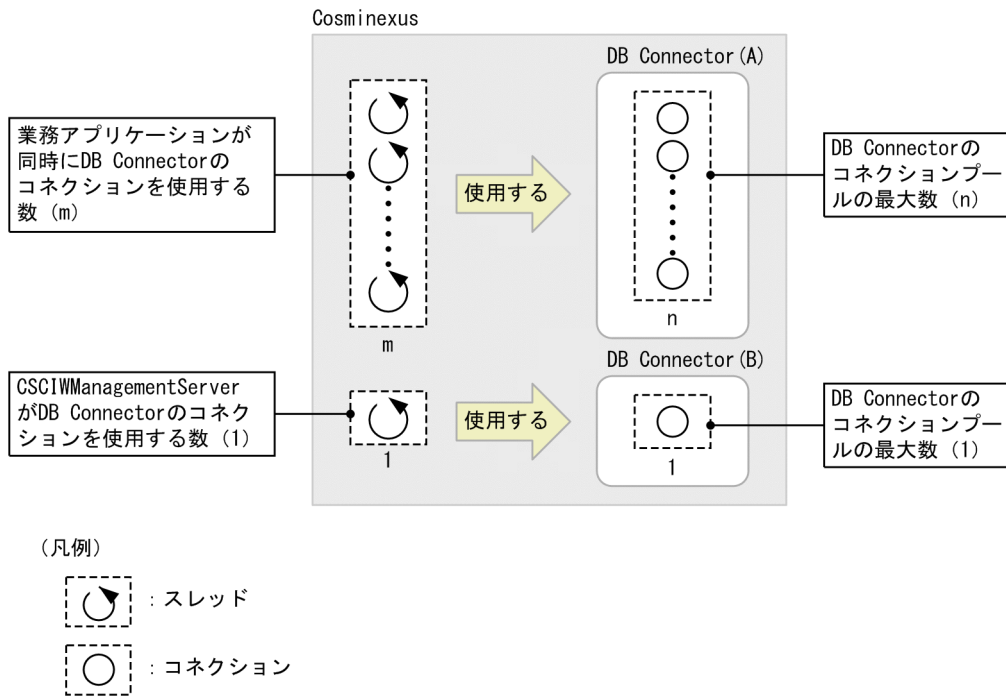 Cosminexus
DB Connector(A)
業務アプリケーションが
同時にDB Connectorの
コネクションを使用する
数（m）
使用する
DB Connectorの
コネクションプー
ルの最大数（n）
m
n
DB Connector(B)
CSCIWManagementServer
がDB Connectorのコネク
ションを使用する数（1）
使用する
DB Connectorの
コネクションプー
ルの最大数（1）
1
1
（凡例）
：スレッド
：コネクション